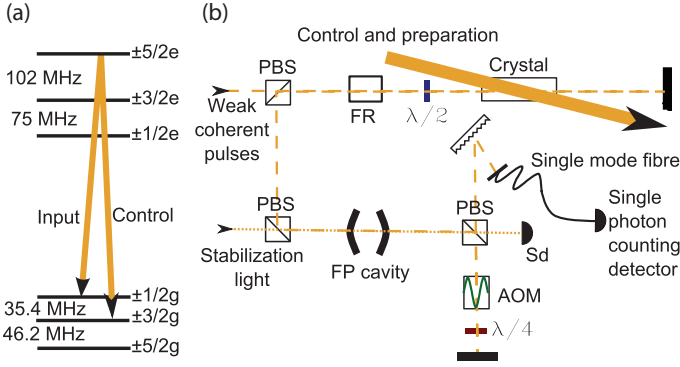 (a)
±5/2e
102 MHz
±3/2e
75 MHz
±1/2e
Input
Control
±1/2g
35.4 MHz
±3/2g
46.2 MHz
±5/2g
(b)
Control and preparation
PBS
Crystal
Weak
coherent
pulses
FR
λ/2
Single mode fibre
PBS
PBS
Single
photon
counting
detector
Stabilization
light
FP cavity
Sd
AOM
λ/4